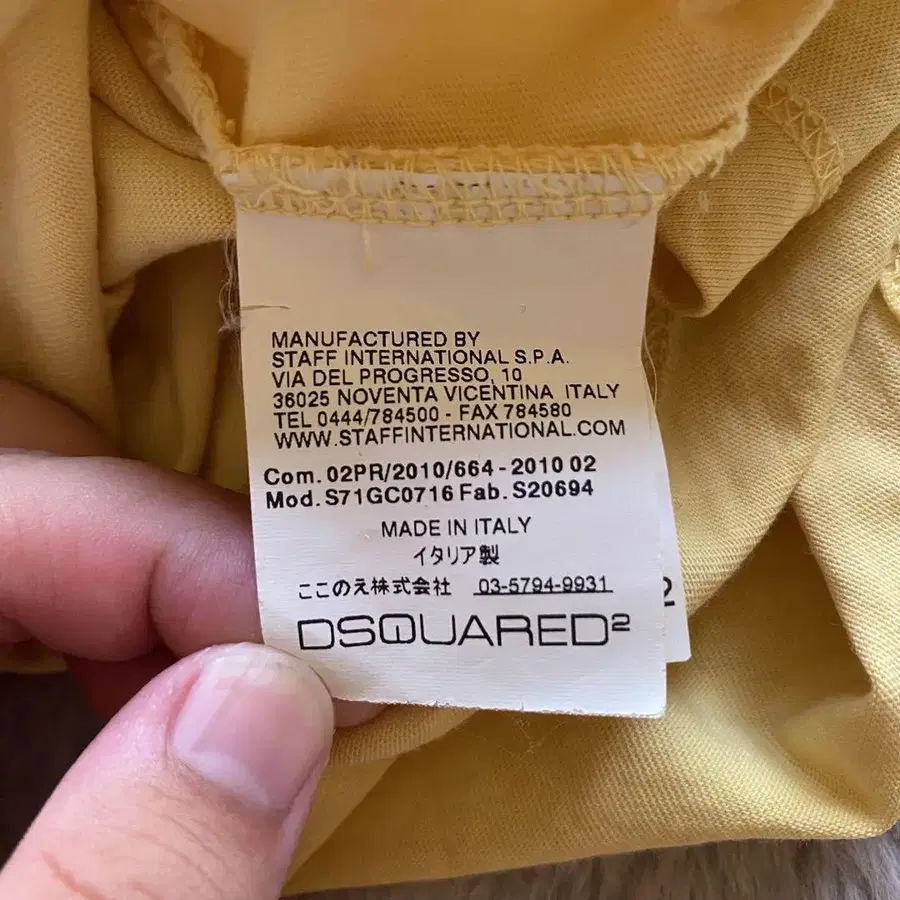 MANUFACTURED BY
STAFF INTERNATIONAL S.P.A.
VIA DEL PROGRESSO, 10
36025 NOVENTA VICENTINA ITALY
TEL 0444/784500 - FAX 784580
WWW.STAFFINTERNATIONAL.COM
Com. 02PR/2010/664 - 2010 02
Mod. S71GC0716 Fab. S20694
MADE IN ITALY
イタリア製
ここのえ株式会社 03-5794-9931
DSQUARED²
2